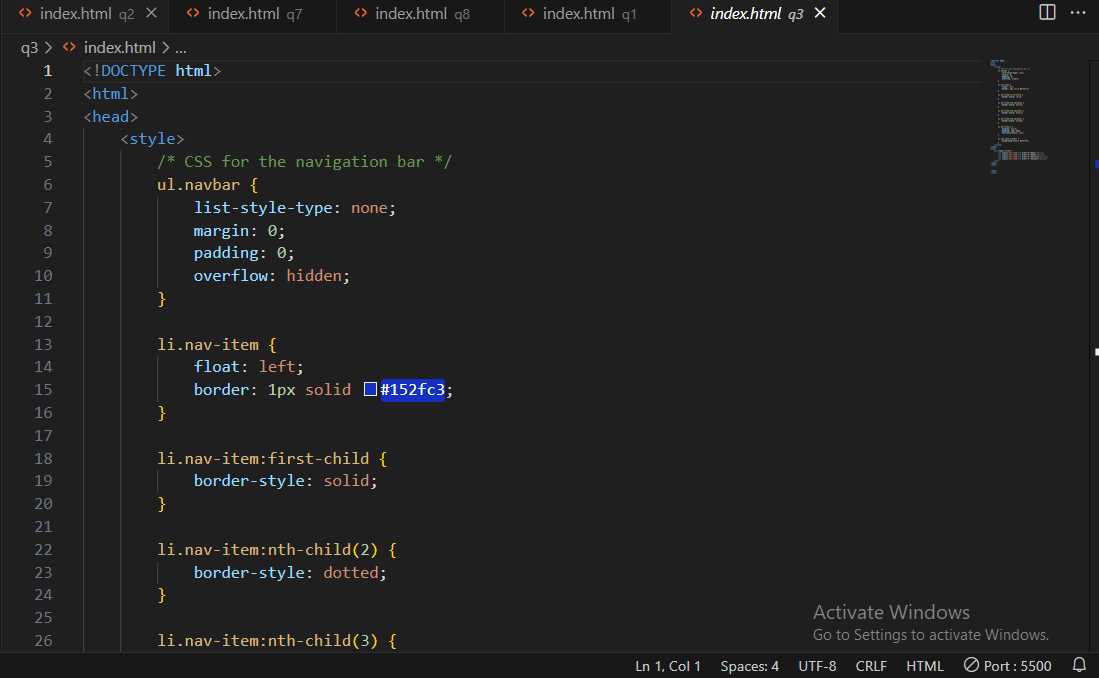 index.html q2 index.html q7 index.html q8 index.html q1 index.html q3
q3 > index.html > ...
1 <!DOCTYPE html>
2 <html>
3 <head>
4 <style>
5 /* CSS for the navigation bar */
6 ul.navbar {
7 list-style-type: none;
8 margin: 0;
9 padding: 0;
10 overflow: hidden;
11 }
12
13 li.nav-item {
14 float: left;
15 border: 1px solid #152fc3;
16 }
17
18 li.nav-item:first-child {
19 border-style: solid;
20 }
21
22 li.nav-item:nth-child(2) {
23 border-style: dotted;
24 }
25
26 li.nav-item:nth-child(3) {
Activate Windows
Go to Settings to activate Windows.
Ln 1, Col 1 Spaces: 4 UTF-8 CRLF HTML Port : 5500